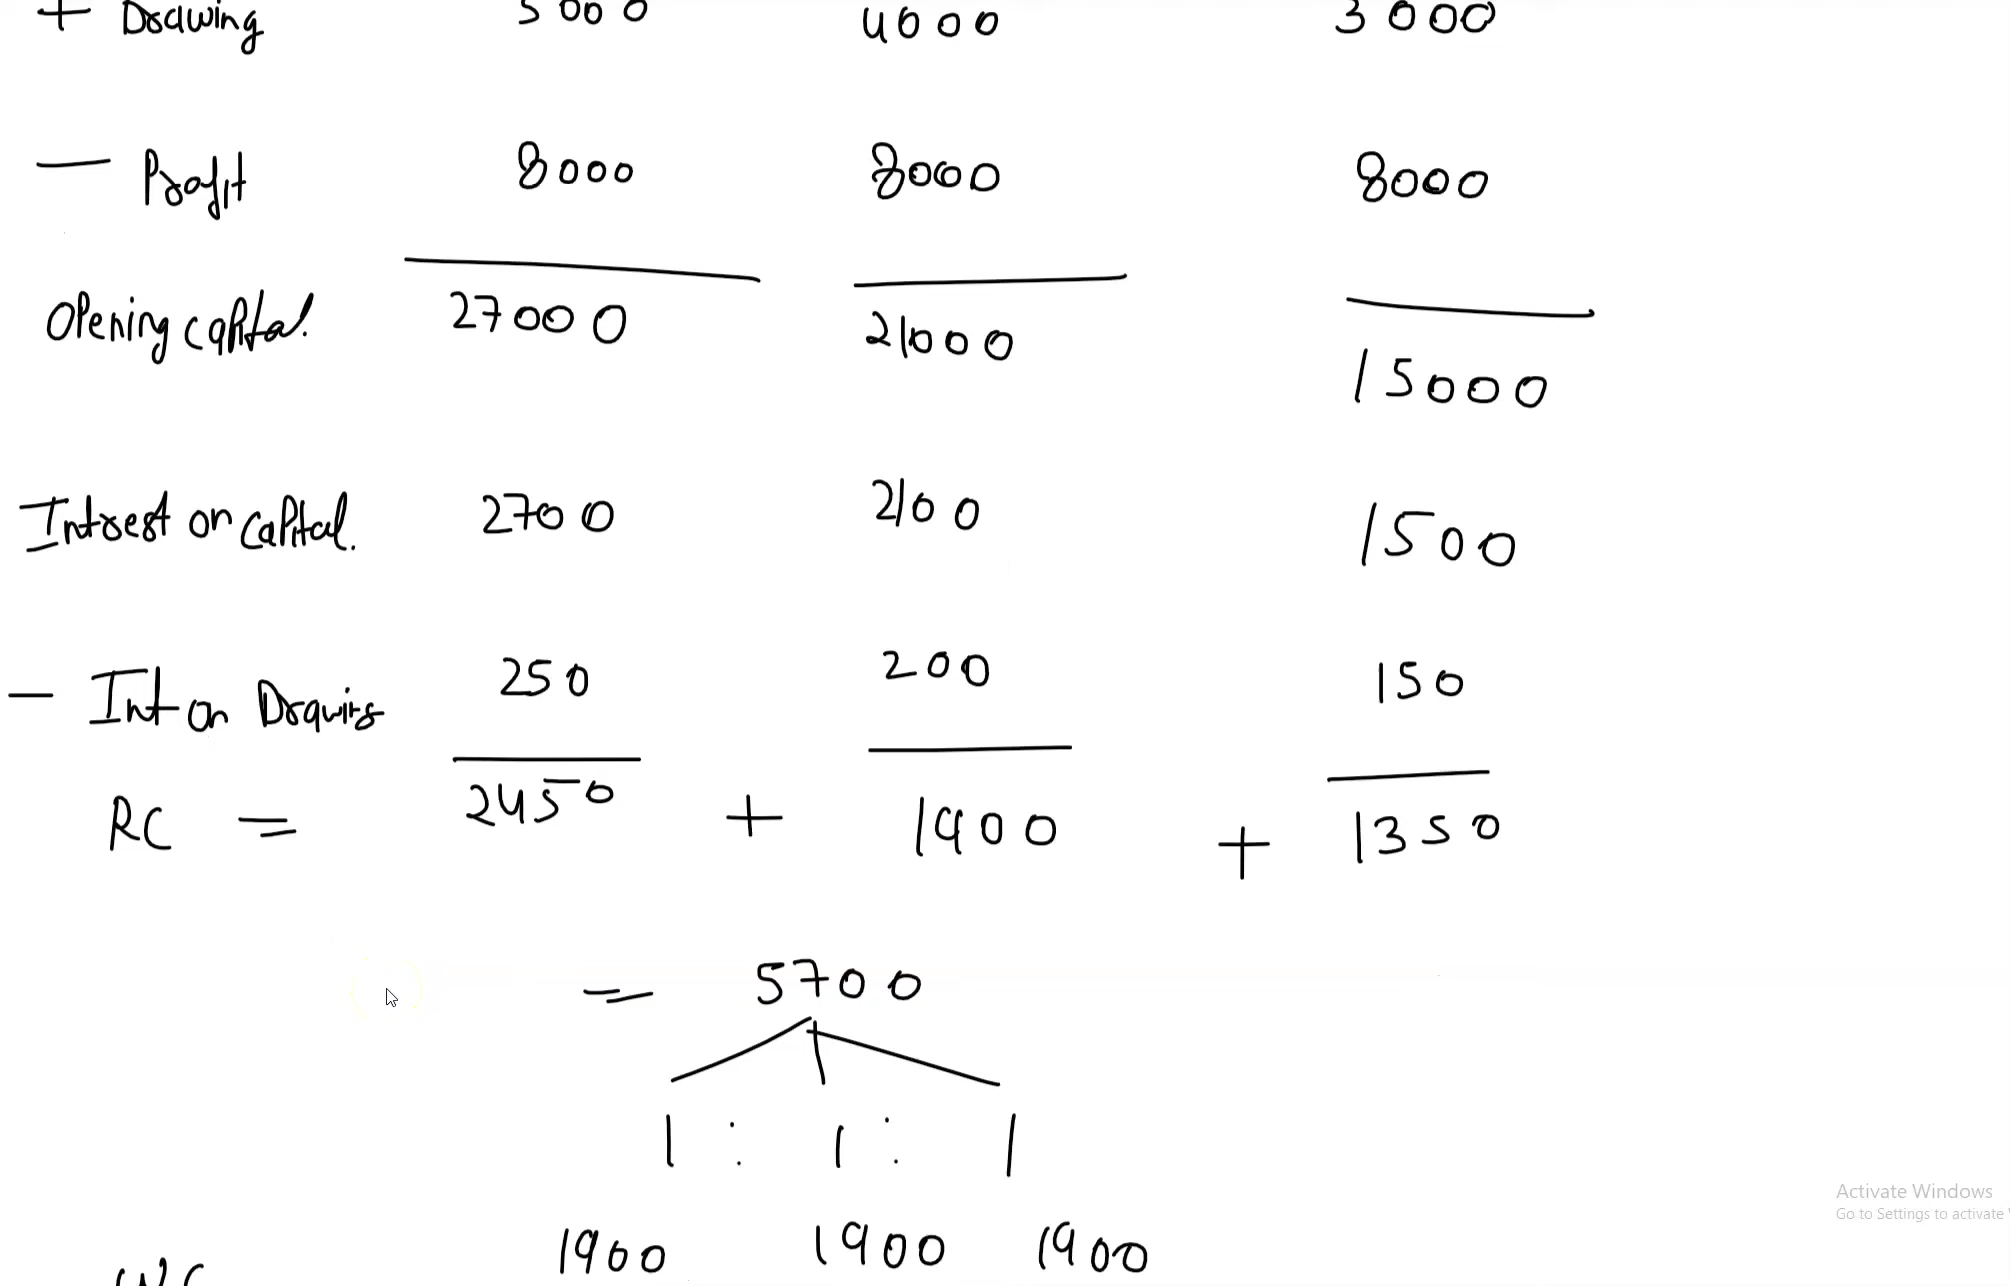 + Drawing 5000 4000 3000
— Profit 8000 8000 8000
Opening capital. 27000 21000 15000
Intrest on capital. 2700 2100 1500
- Int on Drawings 250 200 150
RC = 2450 + 1900 + 1350
= 5700
1 : 1 : 1
1900 1900 1900
Activate Windows
Go to Settings to activate